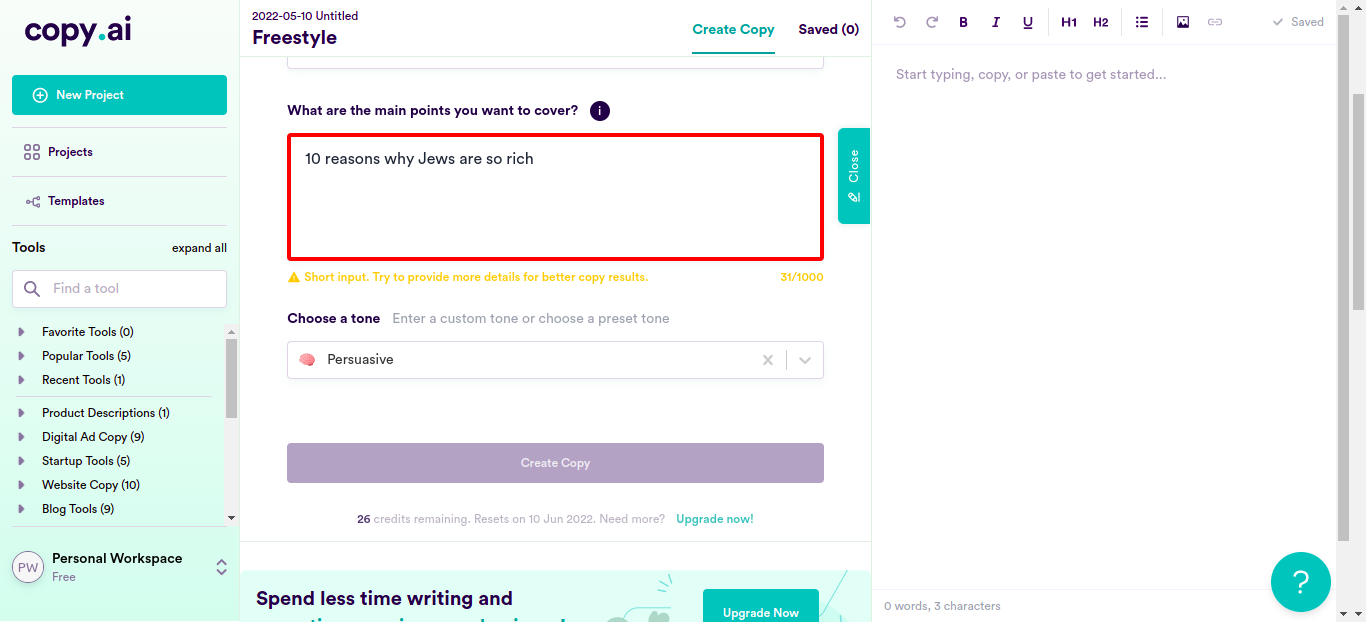 copy.ai
New Project
Projects
Templates
Tools expand all
Find a tool
Favorite Tools (0)
Popular Tools (5)
Recent Tools (1)
Product Descriptions (1)
Digital Ad Copy (9)
Startup Tools (5)
Website Copy (10)
Blog Tools (9)
PW Personal Workspace
Free
2022-05-10 Untitled
Freestyle
Create Copy Saved (0)
What are the main points you want to cover? i
10 reasons why Jews are so rich
Short input. Try to provide more details for better copy results. 31/1000
Choose a tone Enter a custom tone or choose a preset tone
Persuasive
Create Copy
26 credits remaining. Resets on 10 Jun 2022. Need more? Upgrade now!
Spend less time writing and
Upgrade Now
Close
B I U H1 H2 Saved
Start typing, copy, or paste to get started...
0 words, 3 characters
?